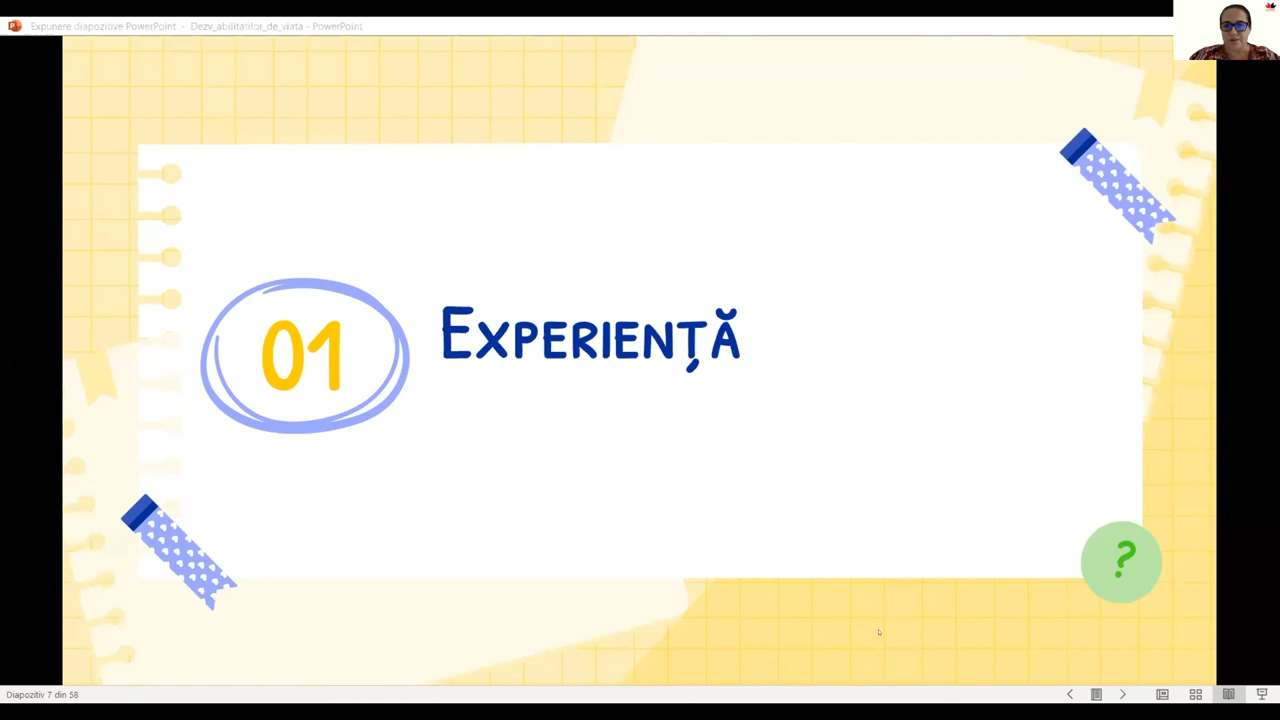 Expunere diapozitive PowerPoint - Dezv_abilitatilor_de_viata - PowerPoint
01
EXPERIENȚĂ
?
Diapozitiv 7 din 58